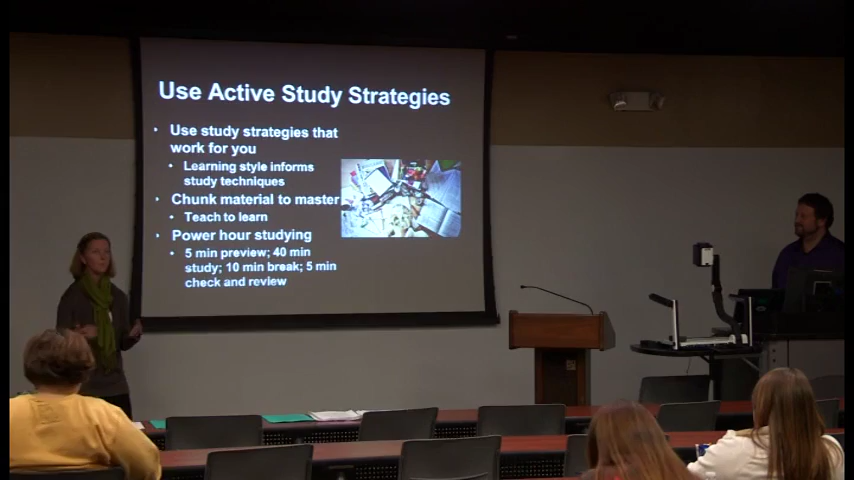 Use Active Study Strategies
Use study strategies that
work for you
Learning style informs
study techniques
Chunk material to master
Teach to learn
Power hour studying
5 min preview; 40 min
study; 10 min break; 5 min
check and review